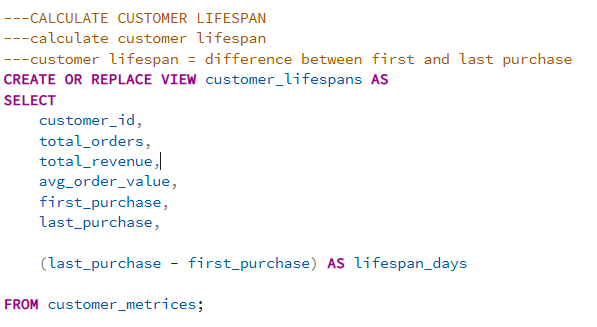 ---CALCULATE CUSTOMER LIFESPAN
---calculate customer lifespan
---customer lifespan = difference between first and last purchase
CREATE OR REPLACE VIEW customer_lifespans AS
SELECT
    customer_id,
    total_orders,
    total_revenue,
    avg_order_value,
    first_purchase,
    last_purchase,

    (last_purchase - first_purchase) AS lifespan_days

FROM customer_metrices;